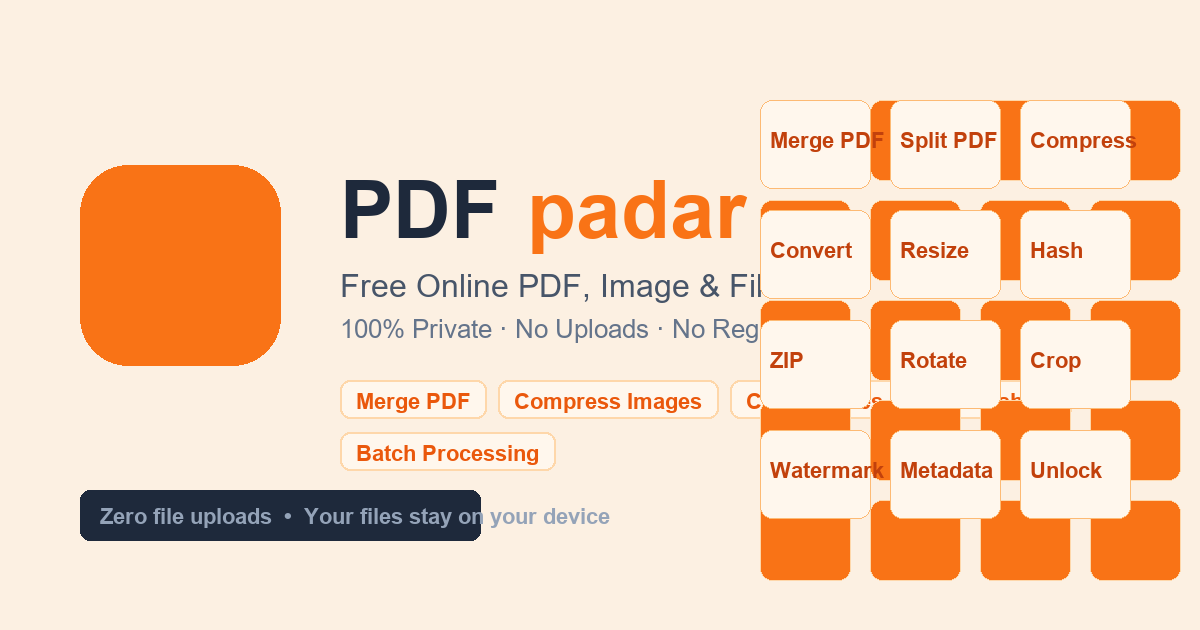 PDF padar
Free Online PDF, Image &
100% Private · No Uploads · No
Merge PDF
Compress Images
Batch Processing
Zero file uploads • Your files stay on your device
Merge PDF
Split PDF
Compress
Convert
Resize
Hash
ZIP
Rotate
Crop
Watermark
Metadata
Unlock